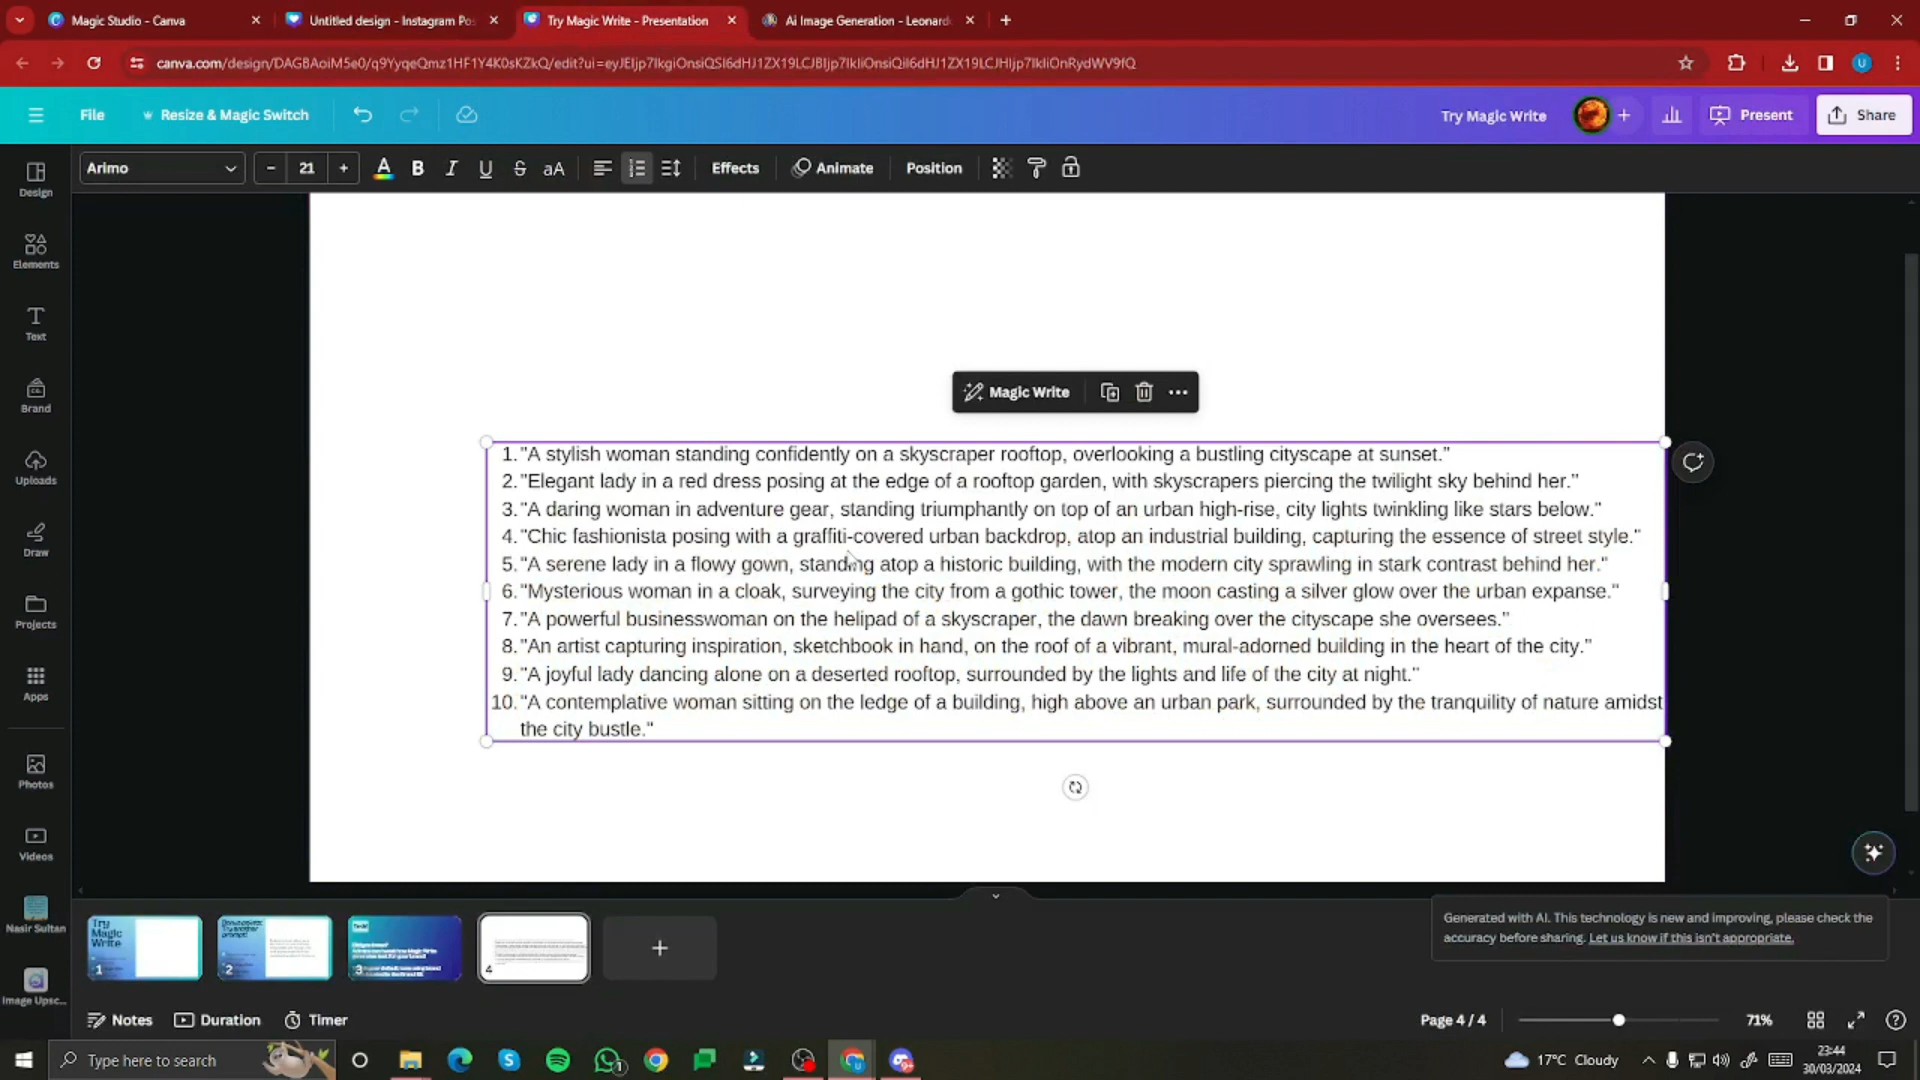 Magic Studio - Canva
Untitled design - Instagram Po
Try Magic Write - Presentation
Ai Image Generation - Leonard
File
Resize & Magic Switch
Try Magic Write
Present
Share
Arimo
21
B I U S aA
Effects
Animate
Position
Design
Elements
Text
Brand
Uploads
Draw
Projects
Apps
Photos
Videos
Nasir Sultan
Image Upsc...
Magic Write
1. "A stylish woman standing confidently on a skyscraper rooftop, overlooking a bustling cityscape at sunset."
2. "Elegant lady in a red dress posing at the edge of a rooftop garden, with skyscrapers piercing the twilight sky behind her."
3. "A daring woman in adventure gear, standing triumphantly on top of an urban high-rise, city lights twinkling like stars below."
4. "Chic fashionista posing with a graffiti-covered urban backdrop, atop an industrial building, capturing the essence of street style."
5. "A serene lady in a flowy gown, standing atop a historic building, with the modern city sprawling in stark contrast behind her."
6. "Mysterious woman in a cloak, surveying the city from a gothic tower, the moon casting a silver glow over the urban expanse."
7. "A powerful businesswoman on the helipad of a skyscraper, the dawn breaking over the cityscape she oversees."
8. "An artist capturing inspiration, sketchbook in hand, on the roof of a vibrant, mural-adorned building in the heart of the city."
9. "A joyful lady dancing alone on a deserted rooftop, surrounded by the lights and life of the city at night."
10. "A contemplative woman sitting on the ledge of a building, high above an urban park, surrounded by the tranquility of nature amidst
the city bustle."
Generated with AI. This technology is new and improving, please check the
accuracy before sharing. Let us know if this isn't appropriate.
Try
Magic
Write
1
2
3
4
Notes
Duration
Timer
Page 4 / 4
71%
Type here to search
17°C Cloudy
23:44
30/03/2024